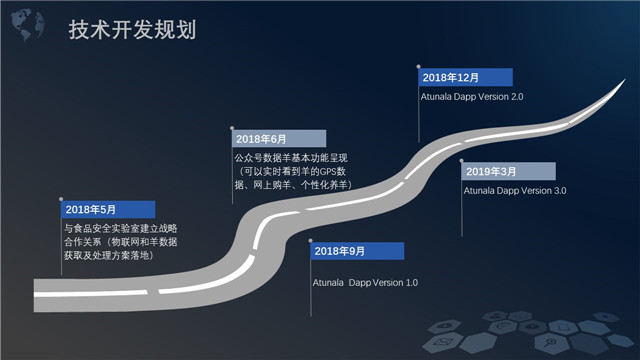 技术开发规划
2018年12月
Atunala Dapp Version 2.0
2018年6月
公众号数据羊基本功能呈现
（可以实时看到羊的GPS数
据、网上购羊、个性化养羊）
2019年3月
Atunala Dapp Version 3.0
2018年5月
与食品安全实验室建立战略
合作关系（物联网和羊数据
获取及处理方案落地）
2018年9月
Atunala Dapp Version 1.0